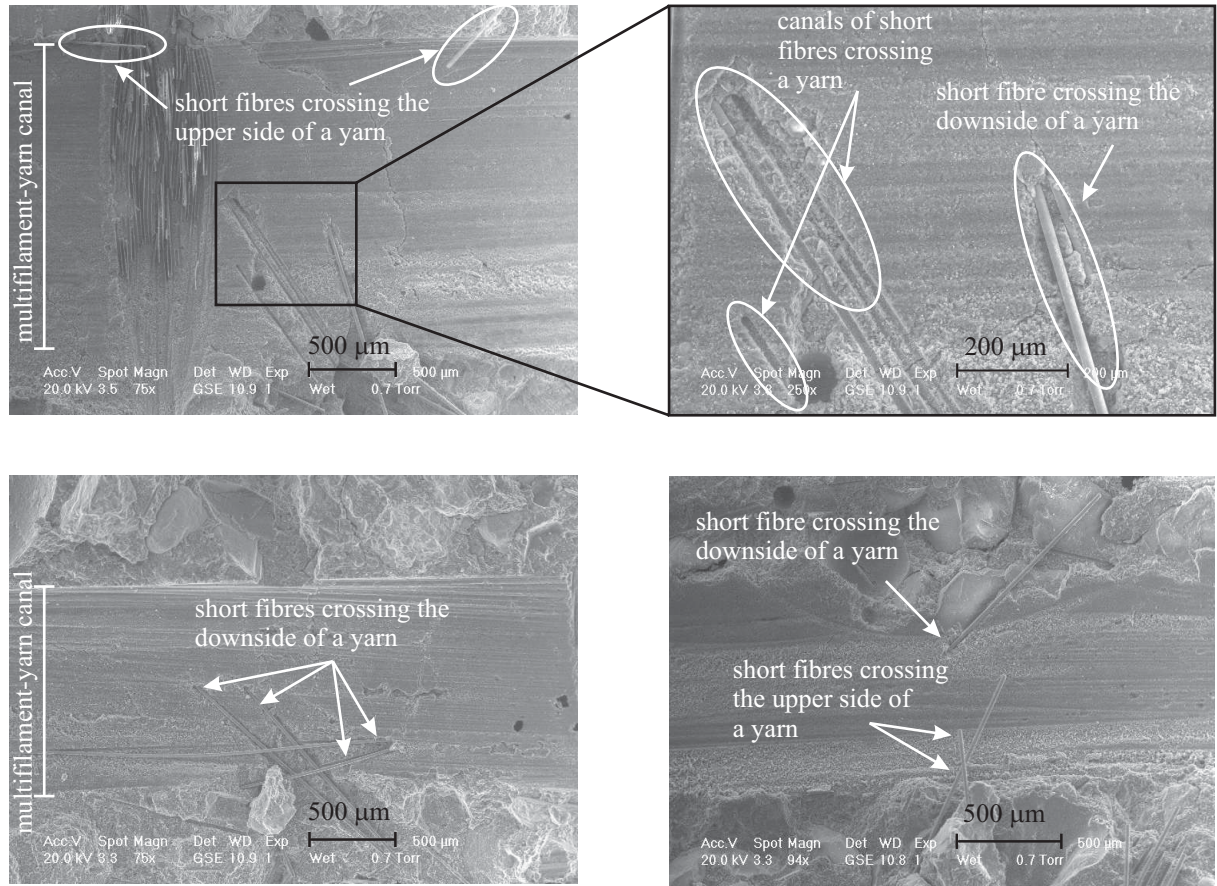 multifilament-yarn canal
short fibres crossing the
upper side of a yarn
500 µm
Acc.V Spot Magn Det WD Exp 500 µm
20.0 kV 3.5 75x GSE 10.9 1 Wet 0.7 Torr
canals of short
fibres crossing
a yarn
short fibre crossing the
downside of a yarn
200 µm
Acc.V Spot Magn Det WD Exp 200 µm
20.0 kV 250x GSE 10.9 1 Wet 0.7 Torr
multifilament-yarn canal
short fibres crossing the
downside of a yarn
500 µm
Acc.V Spot Magn Det WD Exp 500 µm
20.0 kV 3.3 75x GSE 10.9 1 Wet 0.7 Torr
short fibre crossing the
downside of a yarn
short fibres crossing
the upper side of
a yarn
500 µm
Acc.V Spot Magn Det WD Exp 500 µm
20.0 kV 3.3 94x GSE 10.8 1 Wet 0.7 Torr